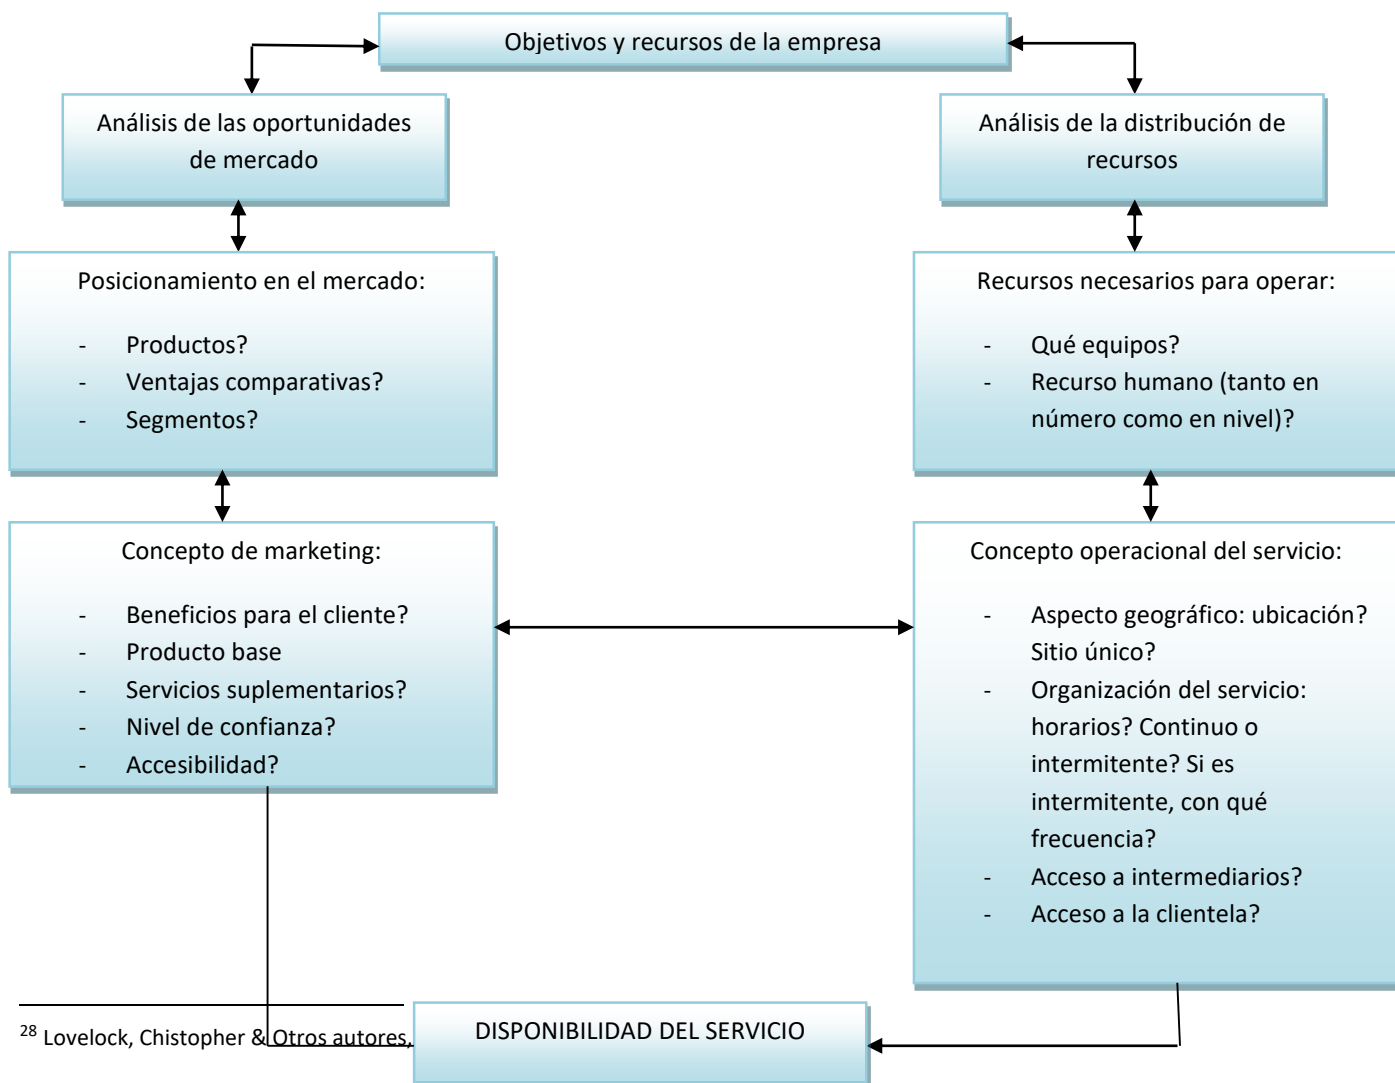 Objetivos y recursos de la empresa
Análisis de las oportunidades
de mercado
Análisis de la distribución de
recursos
Posicionamiento en el mercado:
- Productos?
- Ventajas comparativas?
- Segmentos?
Recursos necesarios para operar:
- Qué equipos?
- Recurso humano (tanto en
número como en nivel)?
Concepto de marketing:
- Beneficios para el cliente?
- Producto base
- Servicios suplementarios?
- Nivel de confianza?
- Accesibilidad?
Concepto operacional del servicio:
- Aspecto geográfico: ubicación?
Sitio único?
- Organización del servicio:
horarios? Continuo o
intermitente? Si es
intermitente, con qué
frecuencia?
- Acceso a intermediarios?
- Acceso a la clientela?
DISPONIBILIDAD DEL SERVICIO
28 Lovelock, Chistopher & Otros autores,